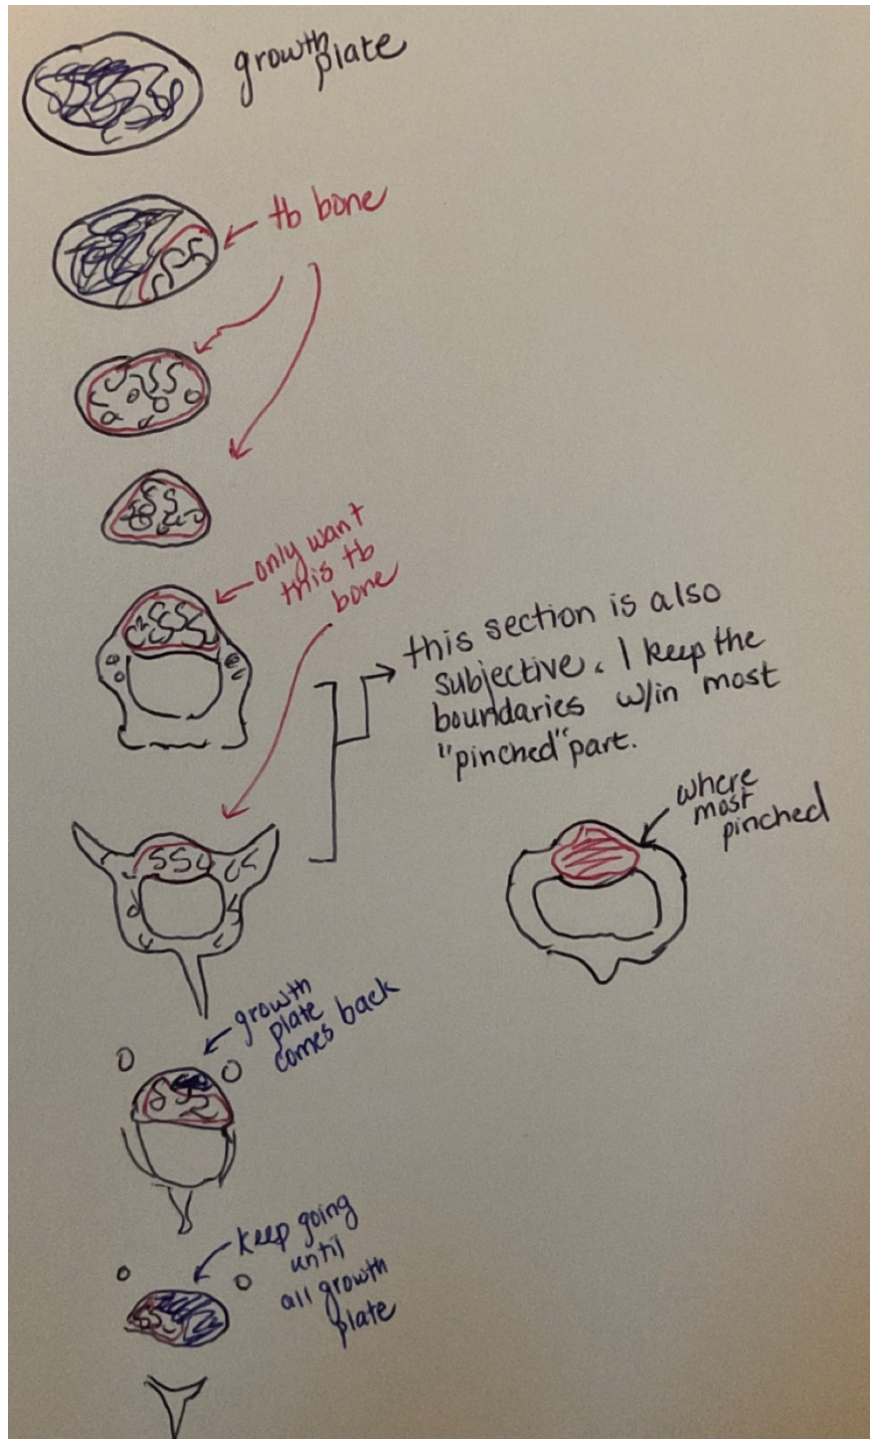 growth
plate
tb bone
only want
this tb
bone
this section is also
subjective. I keep the
boundaries w/in most
"pinched" part.
where
most
pinched
growth
plate
comes back
keep going
until
all growth
plate